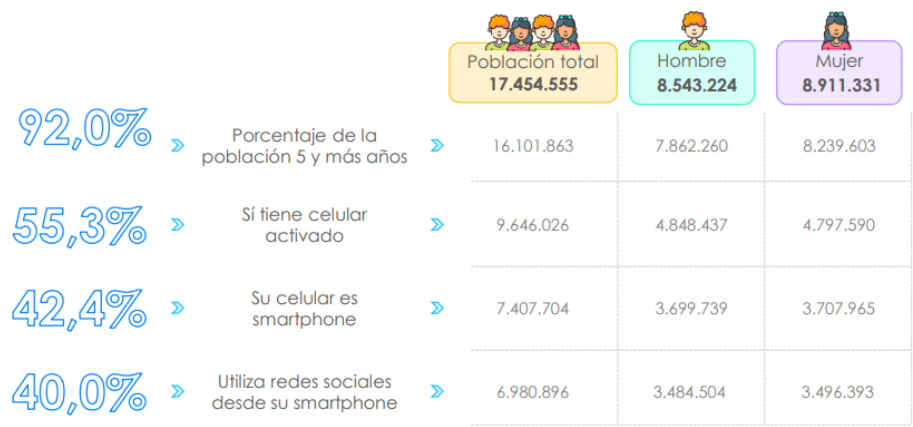 Población total
17.454.555
Hombre
8.543.224
Mujer
8.911.331
92,0%
Porcentaje de la
población 5 y más años
16.101.863
7.862.260
8.239.603
55,3%
Sí tiene celular
activado
9.646.026
4.848.437
4.797.590
42,4%
Su celular es
smartphone
7.407.704
3.699.739
3.707.965
40,0%
Utiliza redes sociales
desde su smartphone
6.980.896
3.484.504
3.496.393